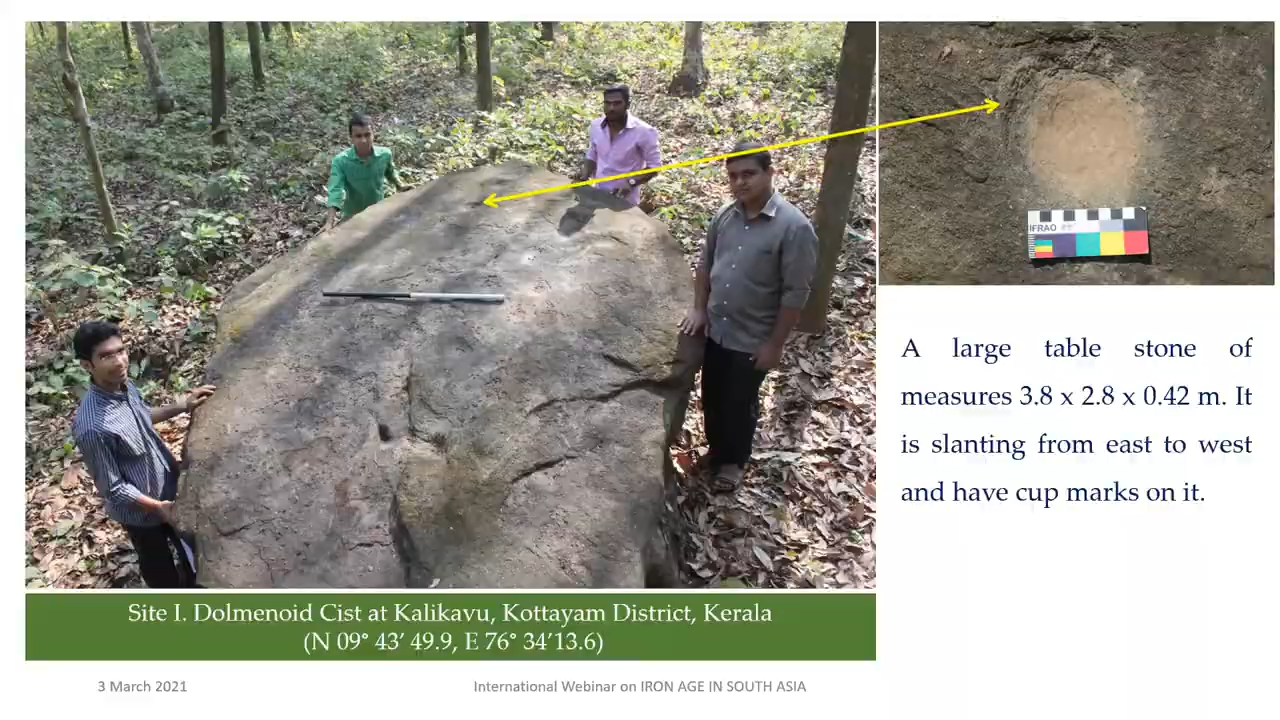 IFRAO
A large table stone of
measures 3.8 x 2.8 x 0.42 m. It
is slanting from east to west
and have cup marks on it.
Site I. Dolmenoid Cist at Kalikavu, Kottayam District, Kerala
(N 09° 43’ 49.9, E 76° 34’13.6)
3 March 2021
International Webinar on IRON AGE IN SOUTH ASIA